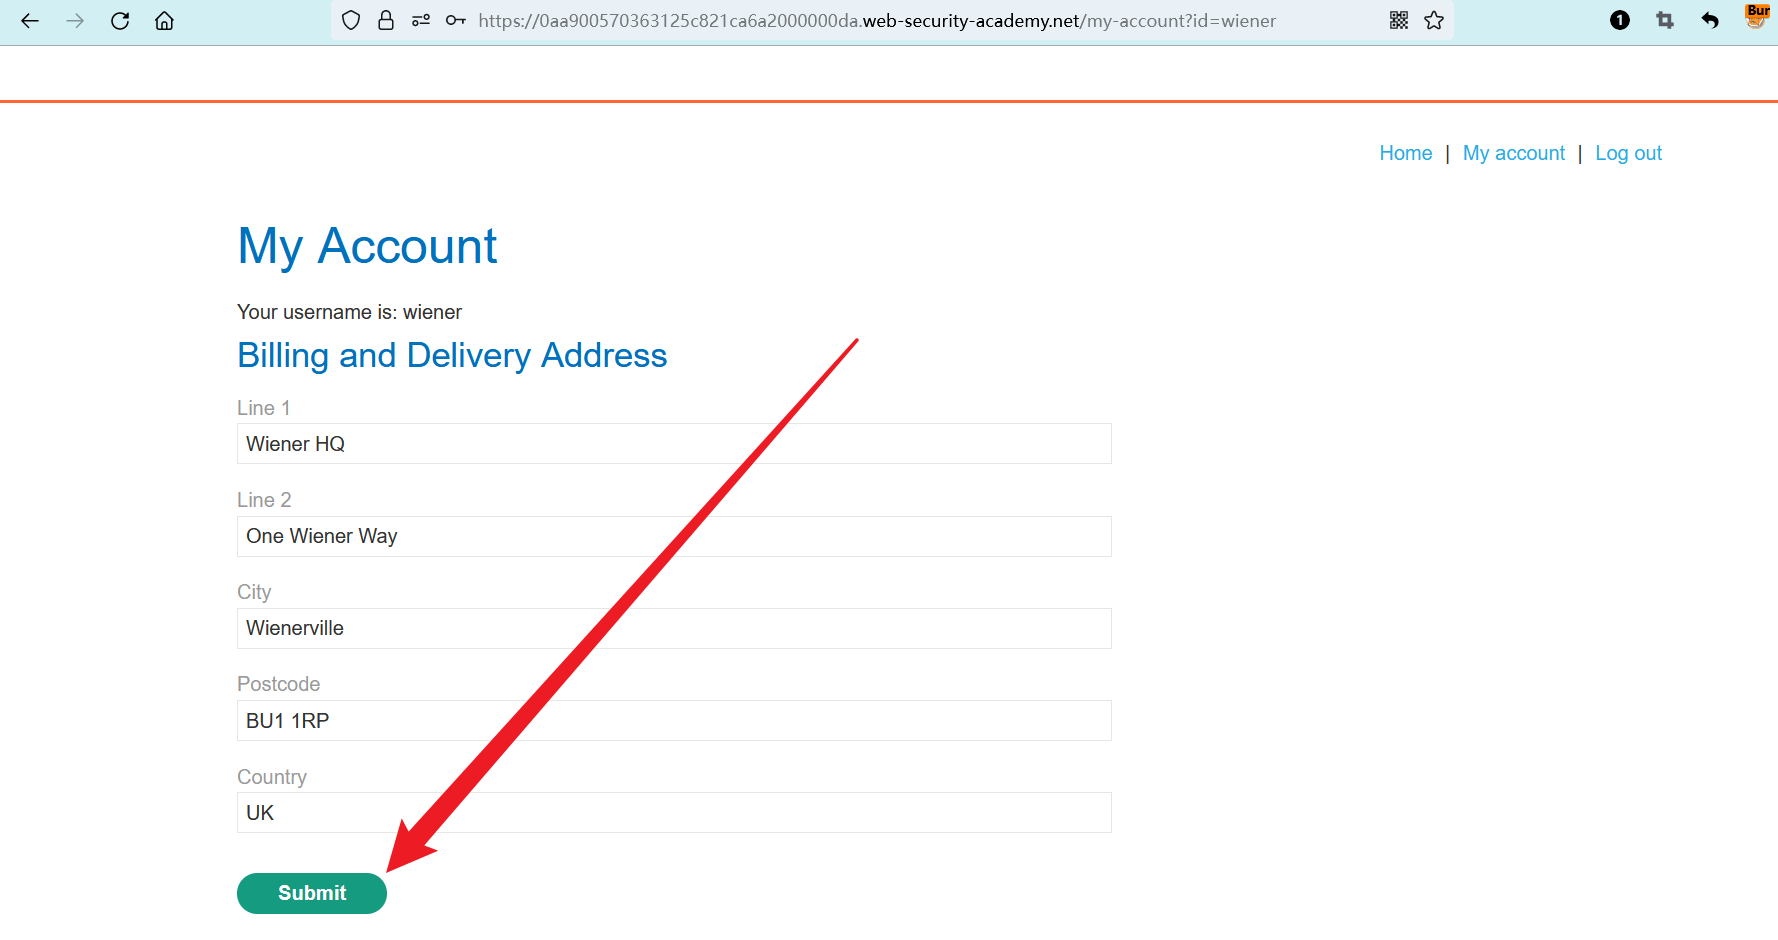 https://0aa900570363125c821ca6a2000000da.web-security-academy.net/my-account?id=wiener
1
Bur
Home | My account | Log out
My Account
Your username is: wiener
Billing and Delivery Address
Line 1
Wiener HQ
Line 2
One Wiener Way
City
Wienerville
Postcode
BU1 1RP
Country
UK
Submit